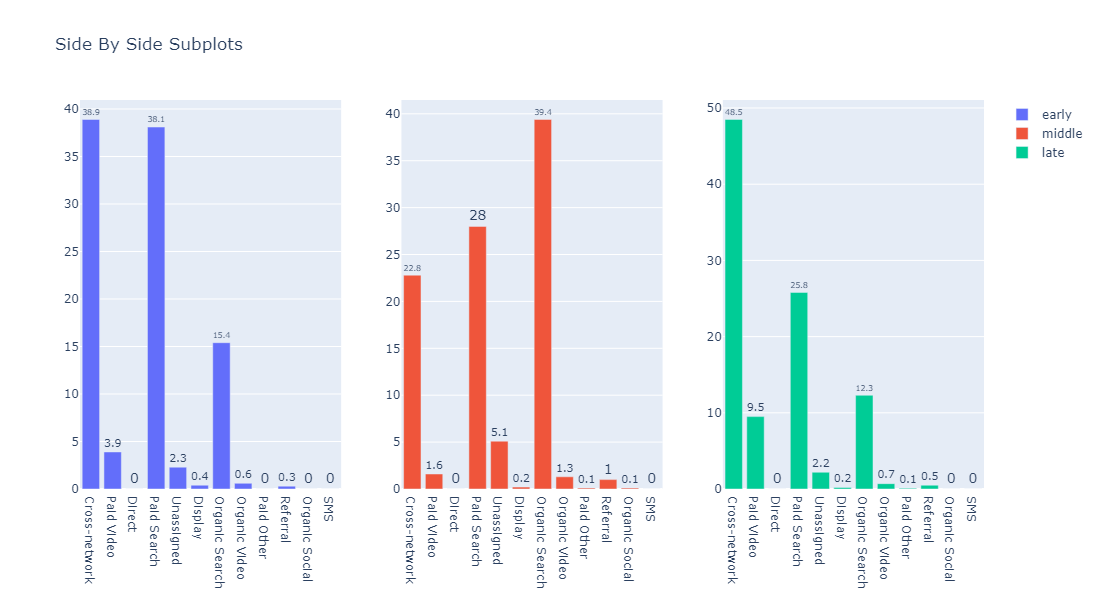 Side By Side Subplots
40
35
30
25
20
15
10
5
0
38.9
3.9
0
38.1
2.3
0.4
15.4
0.6
0
0.3
0
0
Cross-network
Paid Video
Direct
Paid Search
Unassigned
Display
Organic Search
Organic Video
Paid Other
Referral
Organic Social
SMS
40
35
30
25
20
15
10
5
0
22.8
1.6
0
28
5.1
0.2
39.4
1.3
0.1
1
0.1
0
Cross-network
Paid Video
Direct
Paid Search
Unassigned
Display
Organic Search
Organic Video
Paid Other
Referral
Organic Social
SMS
50
40
30
20
10
0
48.5
9.5
0
25.8
2.2
0.2
12.3
0.7
0.1
0.5
0
0
Cross-network
Paid Video
Direct
Paid Search
Unassigned
Display
Organic Search
Organic Video
Paid Other
Referral
Organic Social
SMS
early
middle
late